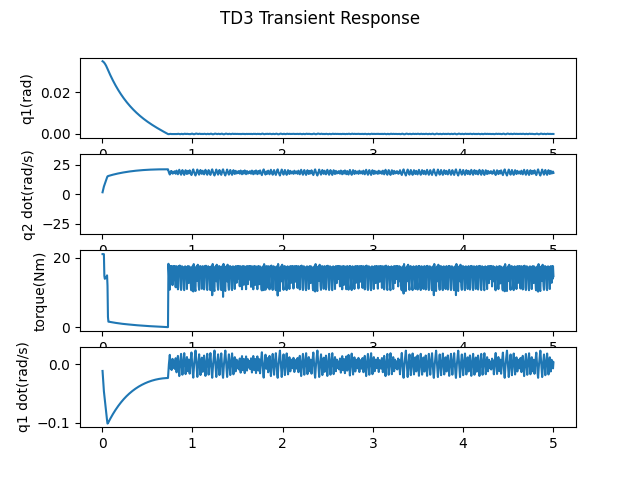 TD3 Transient Response
q1(rad)
0.02
0.00
0 1 2 3 4 5
q2 dot(rad/s)
25
0
−25
0 1 2 3 4 5
torque(Nm)
20
0
0 1 2 3 4 5
q1 dot(rad/s)
0.0
−0.1
0 1 2 3 4 5